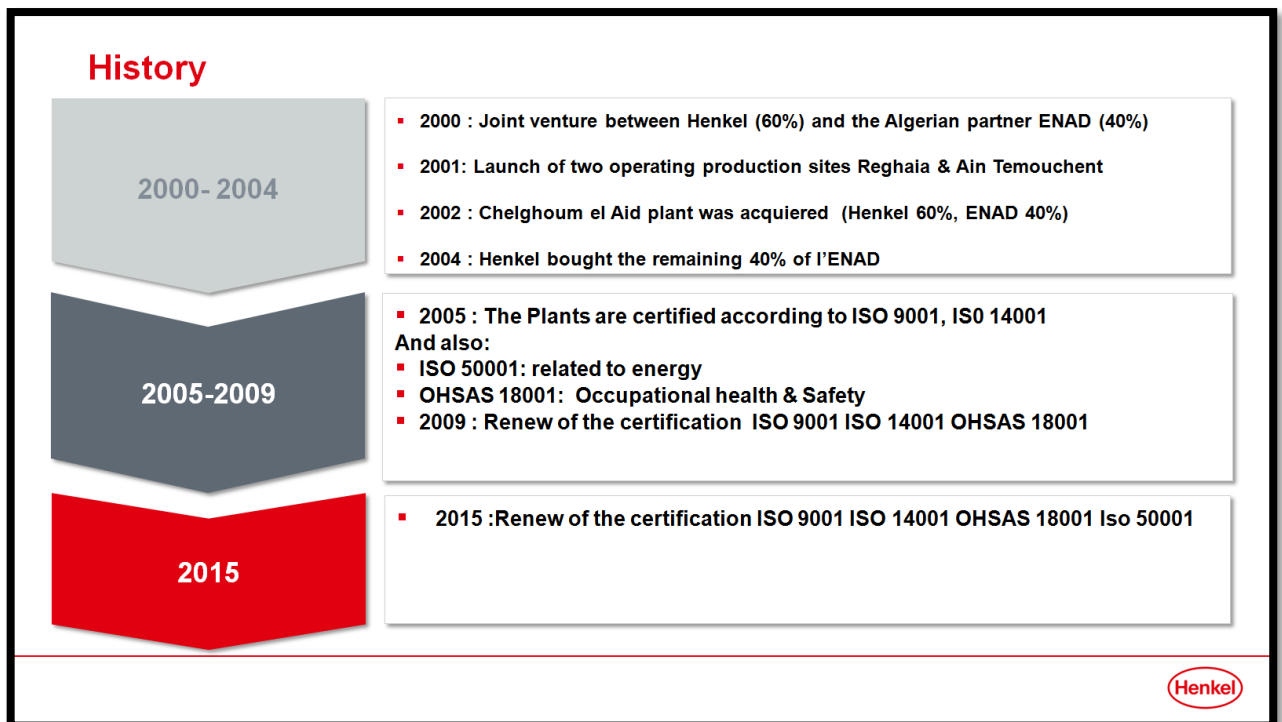 History
2000- 2004
2000 : Joint venture between Henkel (60%) and the Algerian partner ENAD (40%)
2001: Launch of two operating production sites Reghaia & Ain Temouchent
2002 : Chelghoum el Aid plant was acquiered (Henkel 60%, ENAD 40%)
2004 : Henkel bought the remaining 40% of l’ENAD
2005-2009
2005 : The Plants are certified according to ISO 9001, IS0 14001
And also:
ISO 50001: related to energy
OHSAS 18001: Occupational health & Safety
2009 : Renew of the certification ISO 9001 ISO 14001 OHSAS 18001
2015
2015 :Renew of the certification ISO 9001 ISO 14001 OHSAS 18001 Iso 50001
Henkel